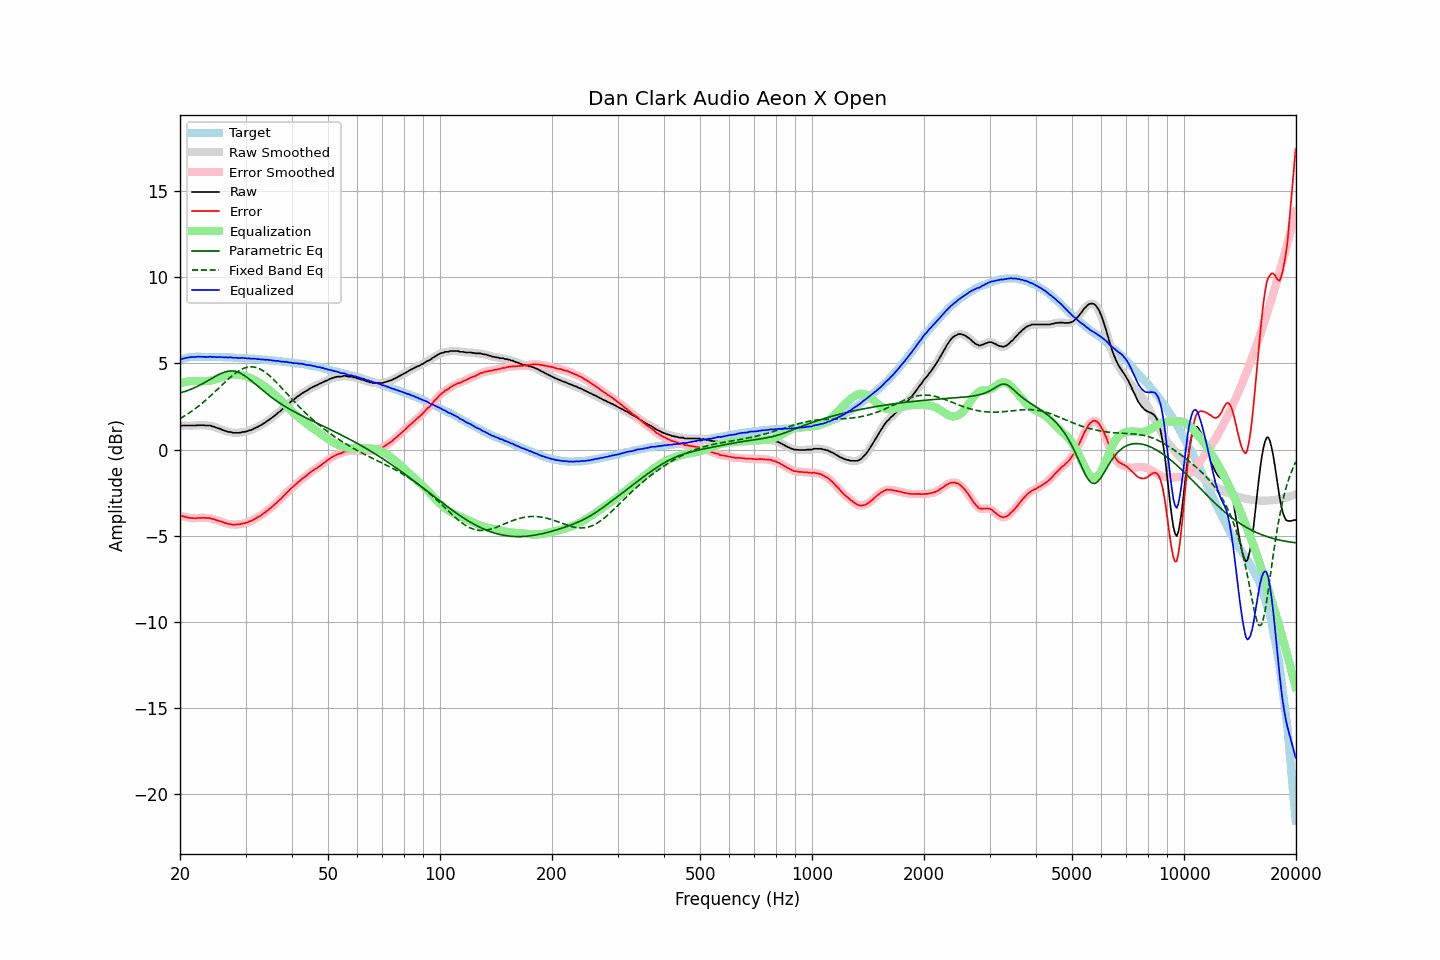 Dan Clark Audio Aeon X Open
Target
Raw Smoothed
Error Smoothed
Raw
Error
Equalization
Parametric Eq
Fixed Band Eq
Equalized
Amplitude (dBr)
15
10
5
0
−5
−10
−15
−20
20
50
100
200
500
1000
2000
5000
10000
20000
Frequency (Hz)